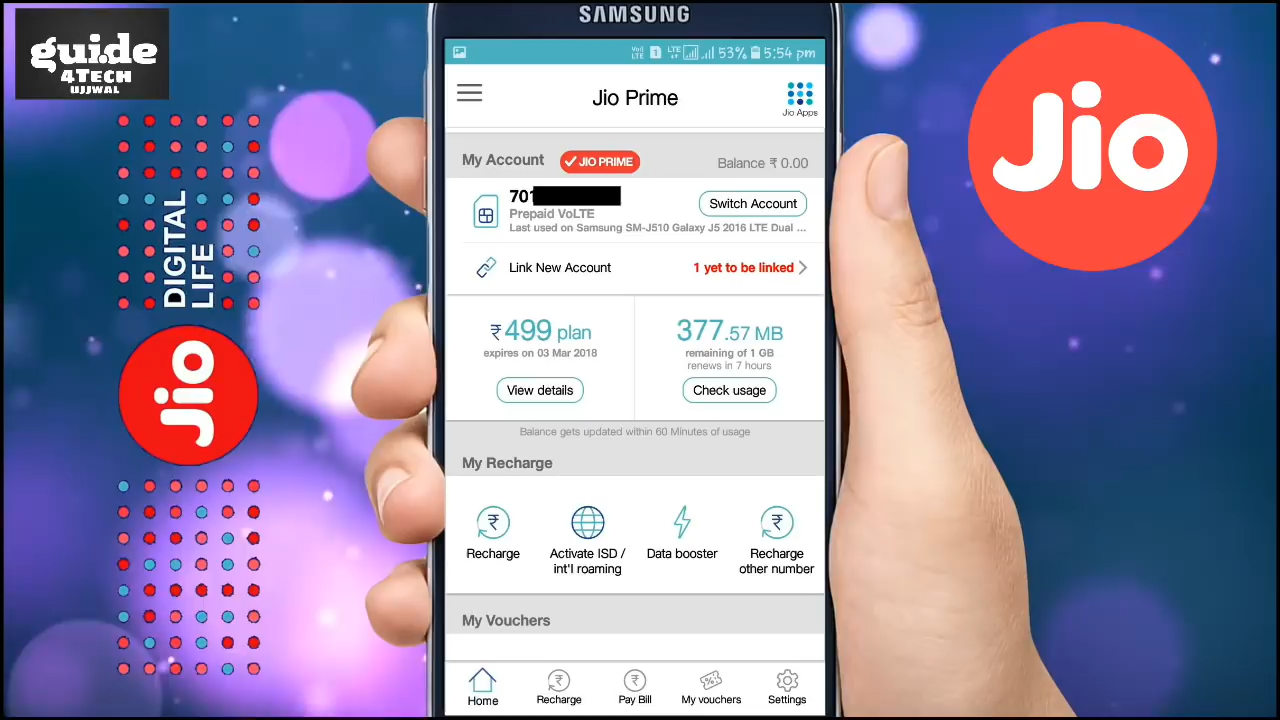 guide
4TECH
UJJWAL
DIGITAL
LIFE
Jio
SAMSUNG
VoI)
LTE
1
LTE
53%
5:54 pm
Jio Prime
Jio Apps
My Account
JIO PRIME
Balance ₹ 0.00
701
Prepaid VoLTE
Switch Account
Last used on Samsung SM-J510 Galaxy J5 2016 LTE Dual ...
Link New Account
1 yet to be linked
₹499 plan
expires on 03 Mar 2018
View details
377.57 MB
remaining of 1 GB
renews in 7 hours
Check usage
Balance gets updated within 60 Minutes of usage
My Recharge
Recharge
Activate ISD /
int'l roaming
Data booster
Recharge
other number
My Vouchers
Home
Recharge
Pay Bill
My vouchers
Settings
Jio